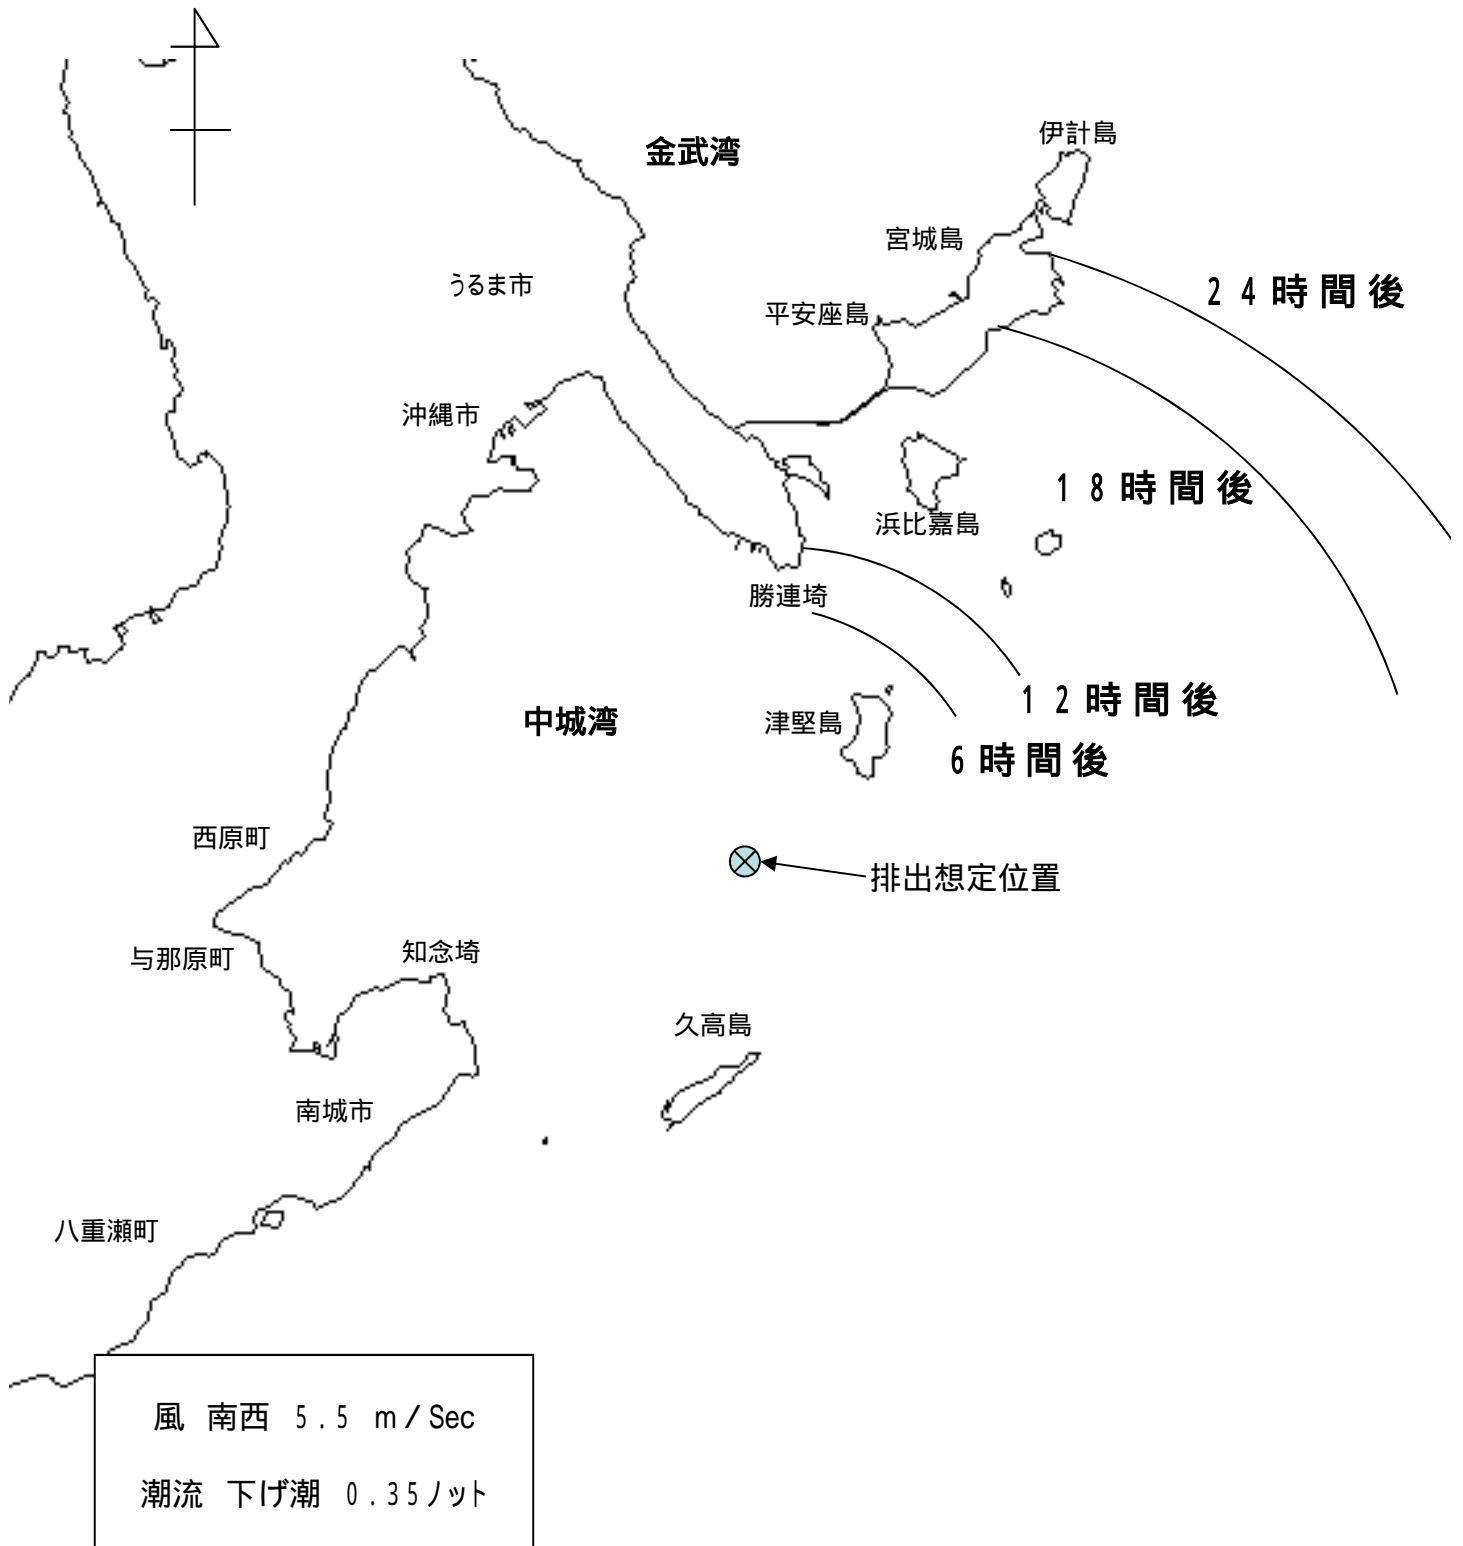 伊計島
金武湾
宮城島
うるま市
24時間後
平安座島
沖縄市
18時間後
浜比嘉島
勝連埼
12時間後
中城湾
津堅島
6時間後
西原町
排出想定位置
与那原町
知念埼
久高島
南城市
八重瀬町
風 南西 5.5 m/Sec
潮流 下げ潮 0.35ノット